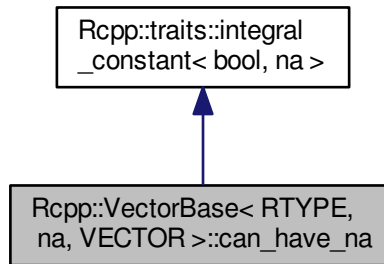 Rcpp::traits::integral
_constant< bool, na >
Rcpp::VectorBase< RTYPE,
na, VECTOR >::can_have_na